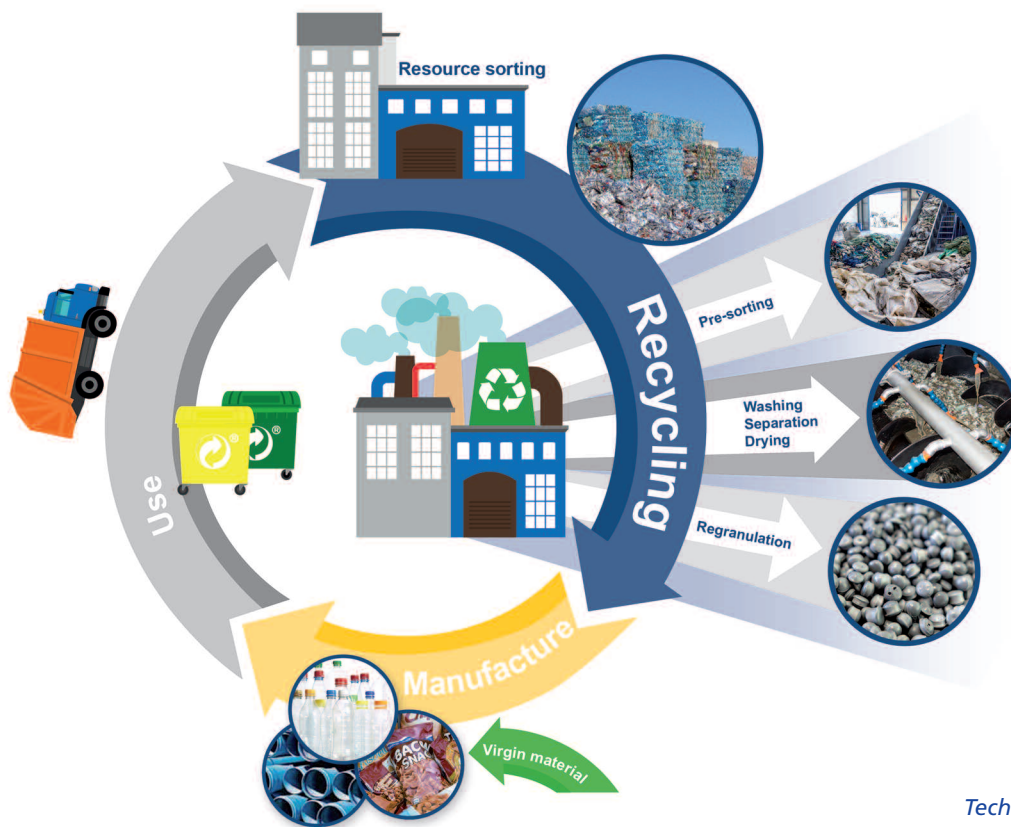 Resource sorting
Recycling
Pre-sorting
Washing
Separation
Drying
Regranulation
Use
®
®
Manufacture
Virgin material
Tech